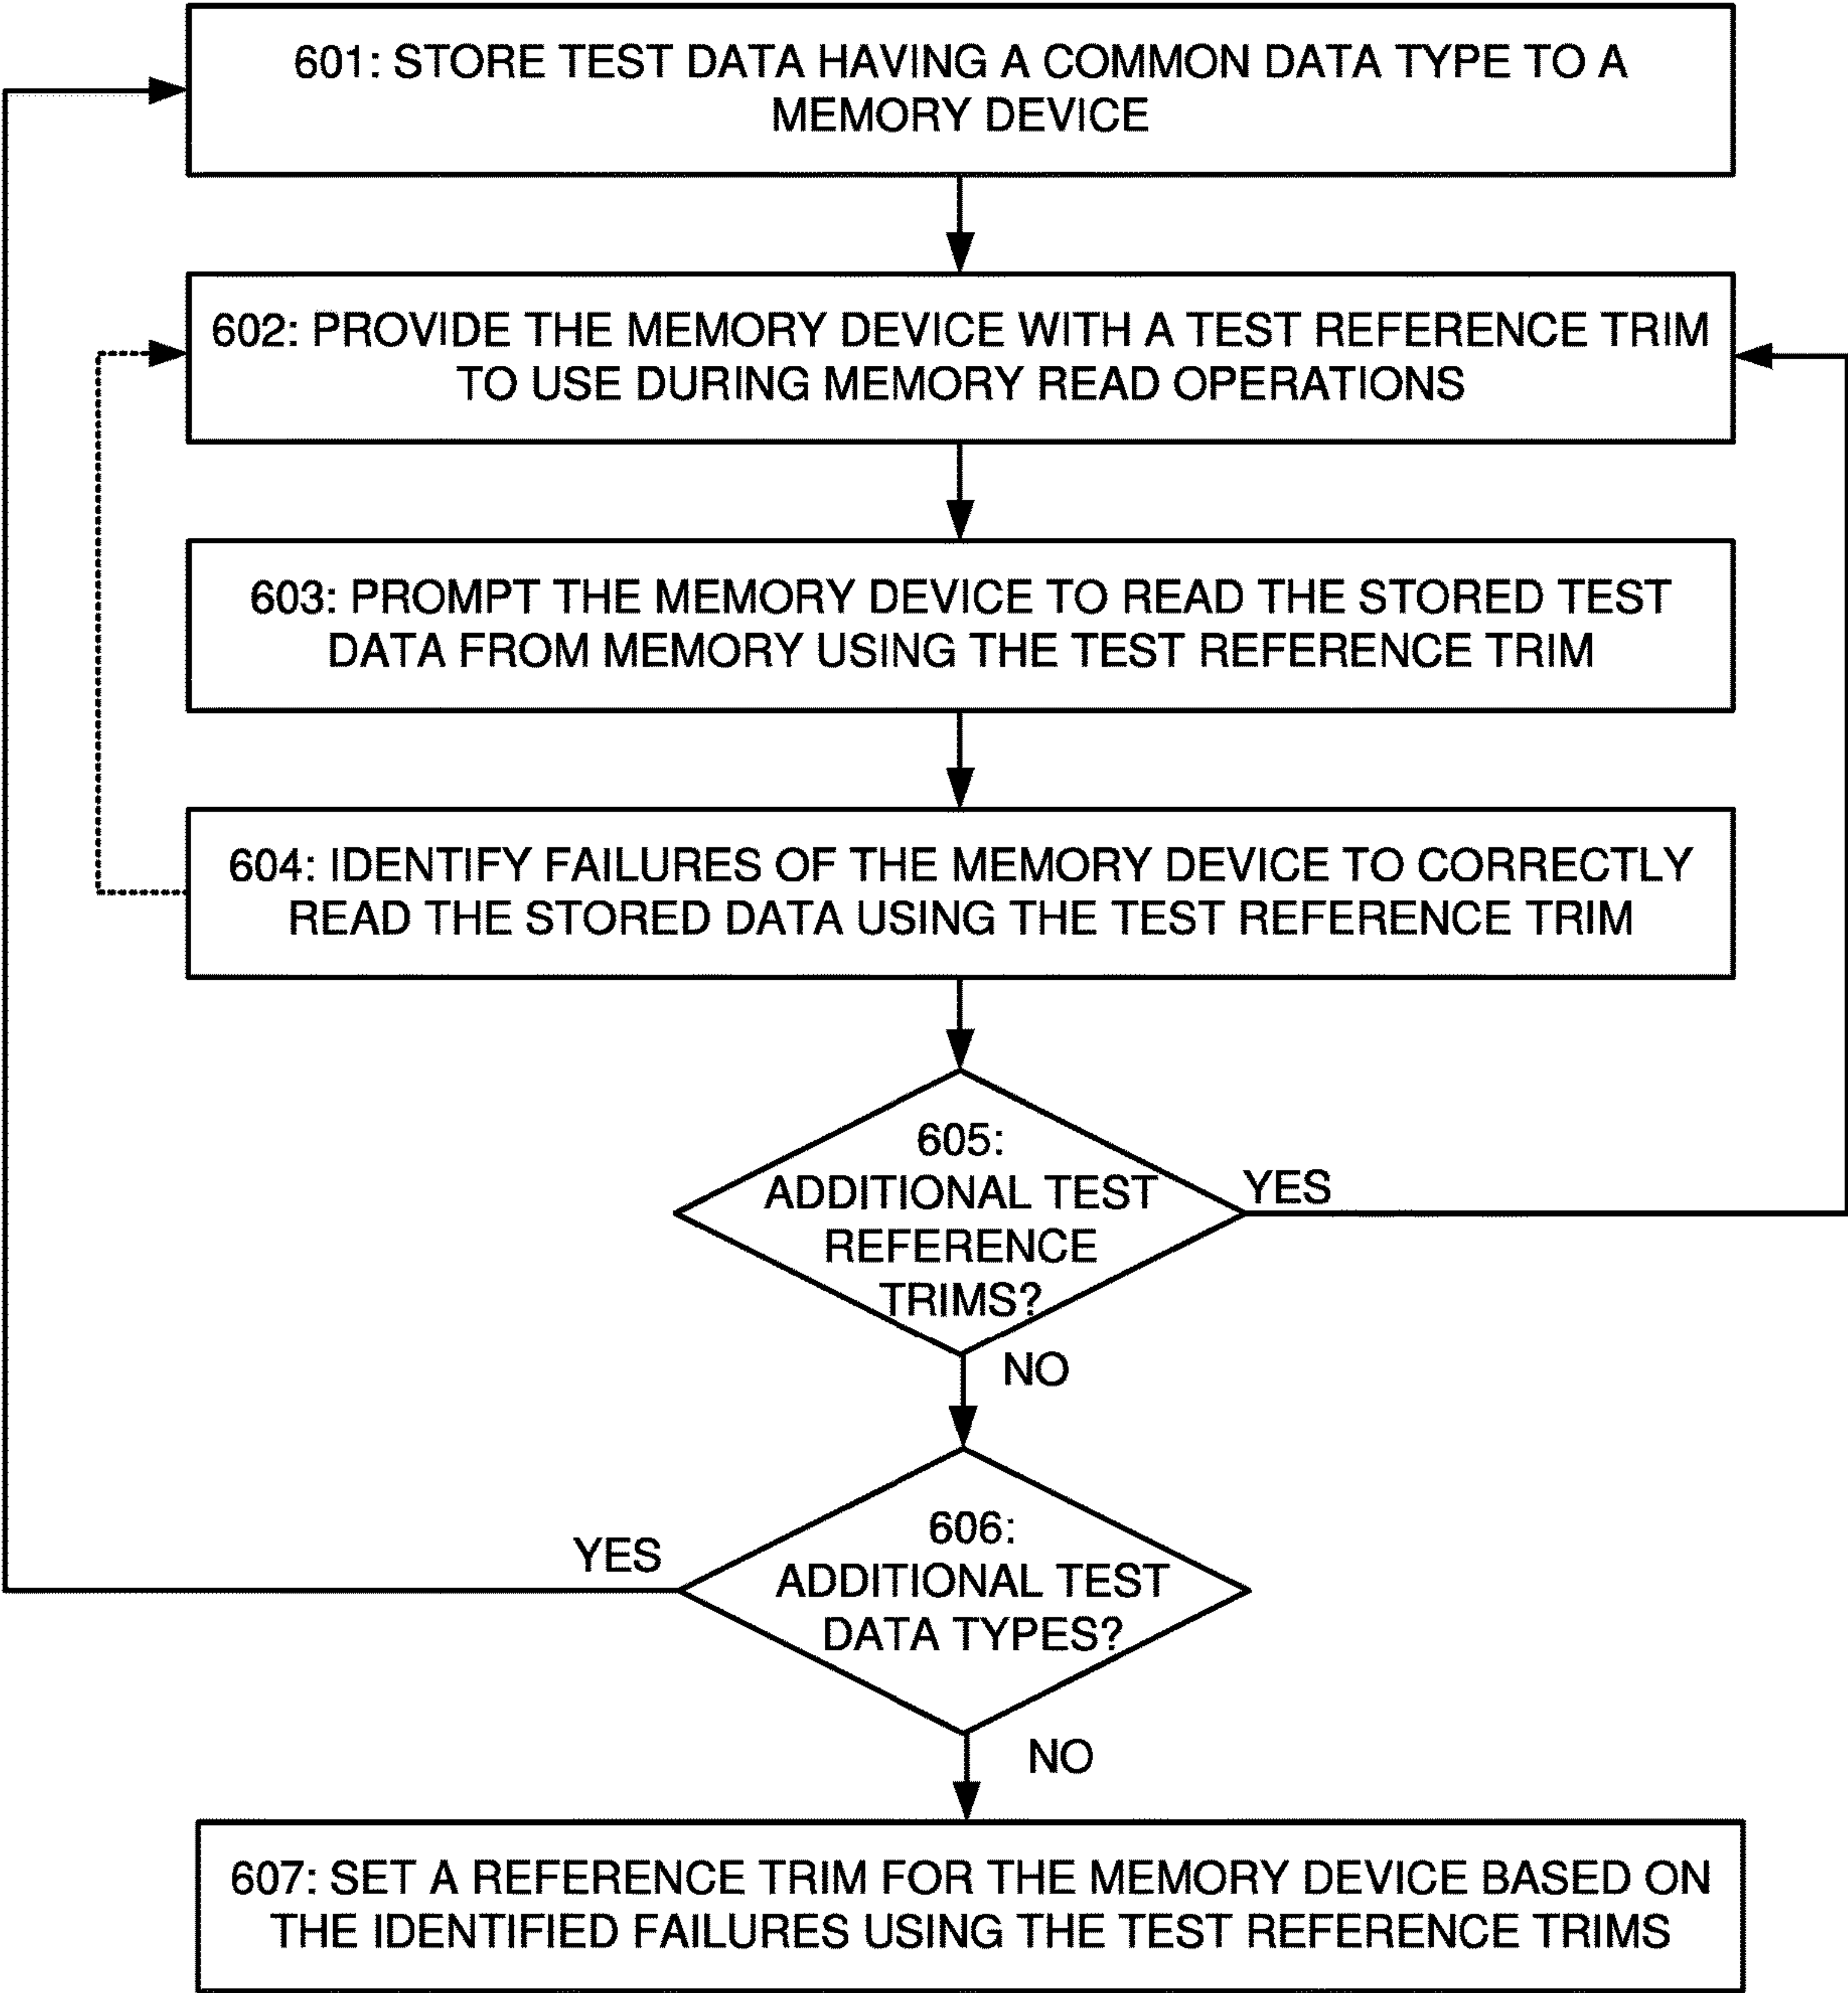 601: STORE TEST DATA HAVING A COMMON DATA TYPE TO A
MEMORY DEVICE
602: PROVIDE THE MEMORY DEVICE WITH A TEST REFERENCE TRIM
TO USE DURING MEMORY READ OPERATIONS
603: PROMPT THE MEMORY DEVICE TO READ THE STORED TEST
DATA FROM MEMORY USING THE TEST REFERENCE TRIM
604: IDENTIFY FAILURES OF THE MEMORY DEVICE TO CORRECTLY
READ THE STORED DATA USING THE TEST REFERENCE TRIM
605:
ADDITIONAL TEST
REFERENCE
TRIMS?
YES
NO
606:
ADDITIONAL TEST
DATA TYPES?
YES
NO
607: SET A REFERENCE TRIM FOR THE MEMORY DEVICE BASED ON
THE IDENTIFIED FAILURES USING THE TEST REFERENCE TRIMS